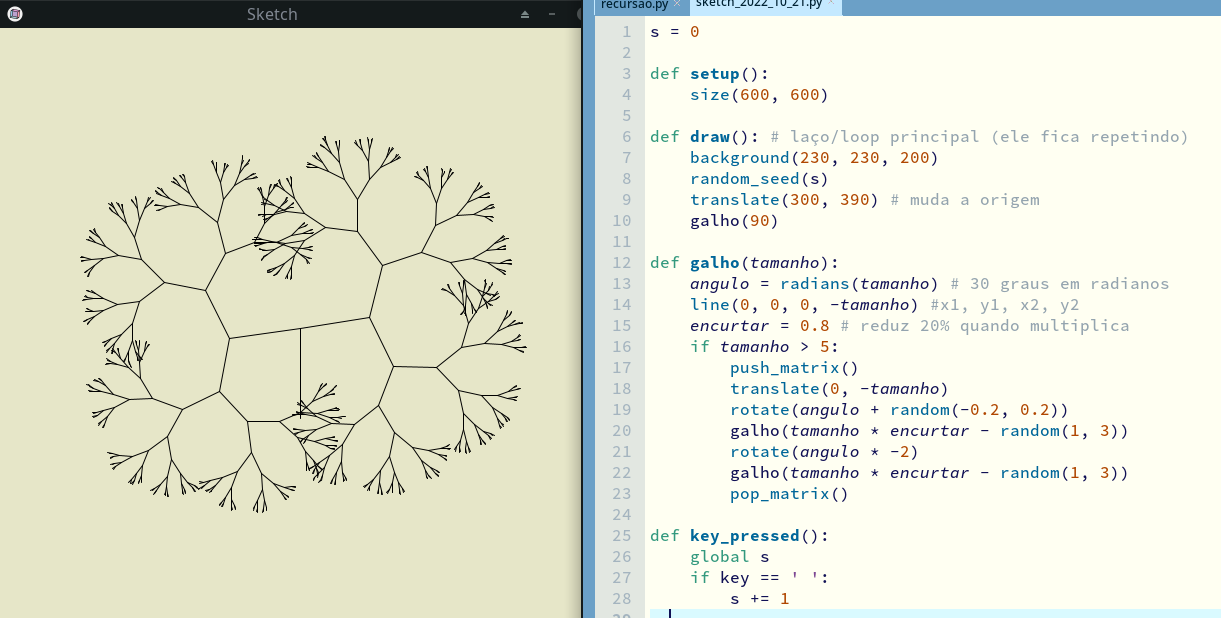 Sketch
recursao.py × sketch_2022_10_21.py ×
1 s = 0
2
3 def setup():
4 size(600, 600)
5
6 def draw(): # laço/loop principal (ele fica repetindo)
7 background(230, 230, 200)
8 random_seed(s)
9 translate(300, 390) # muda a origem
10 galho(90)
11
12 def galho(tamanho):
13 angulo = radians(tamanho) # 30 graus em radianos
14 line(0, 0, 0, -tamanho) #x1, y1, x2, y2
15 encurtar = 0.8 # reduz 20% quando multiplica
16 if tamanho > 5:
17 push_matrix()
18 translate(0, -tamanho)
19 rotate(angulo + random(-0.2, 0.2))
20 galho(tamanho * encurtar - random(1, 3))
21 rotate(angulo * -2)
22 galho(tamanho * encurtar - random(1, 3))
23 pop_matrix()
24
25 def key_pressed():
26 global s
27 if key == ' ':
28 s += 1
29